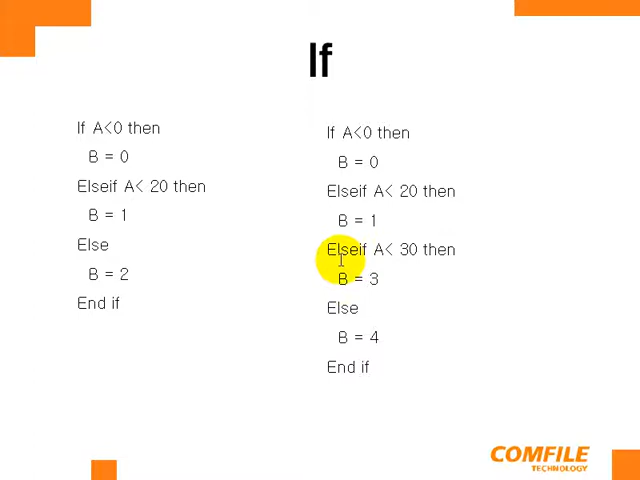 If
If A<0 then
B = 0
Elseif A< 20 then
B = 1
Else
B = 2
End if
If A<0 then
B = 0
Elseif A< 20 then
B = 1
Elseif A< 30 then
B = 3
Else
B = 4
End if
COMFILE
TECHNOLOGY